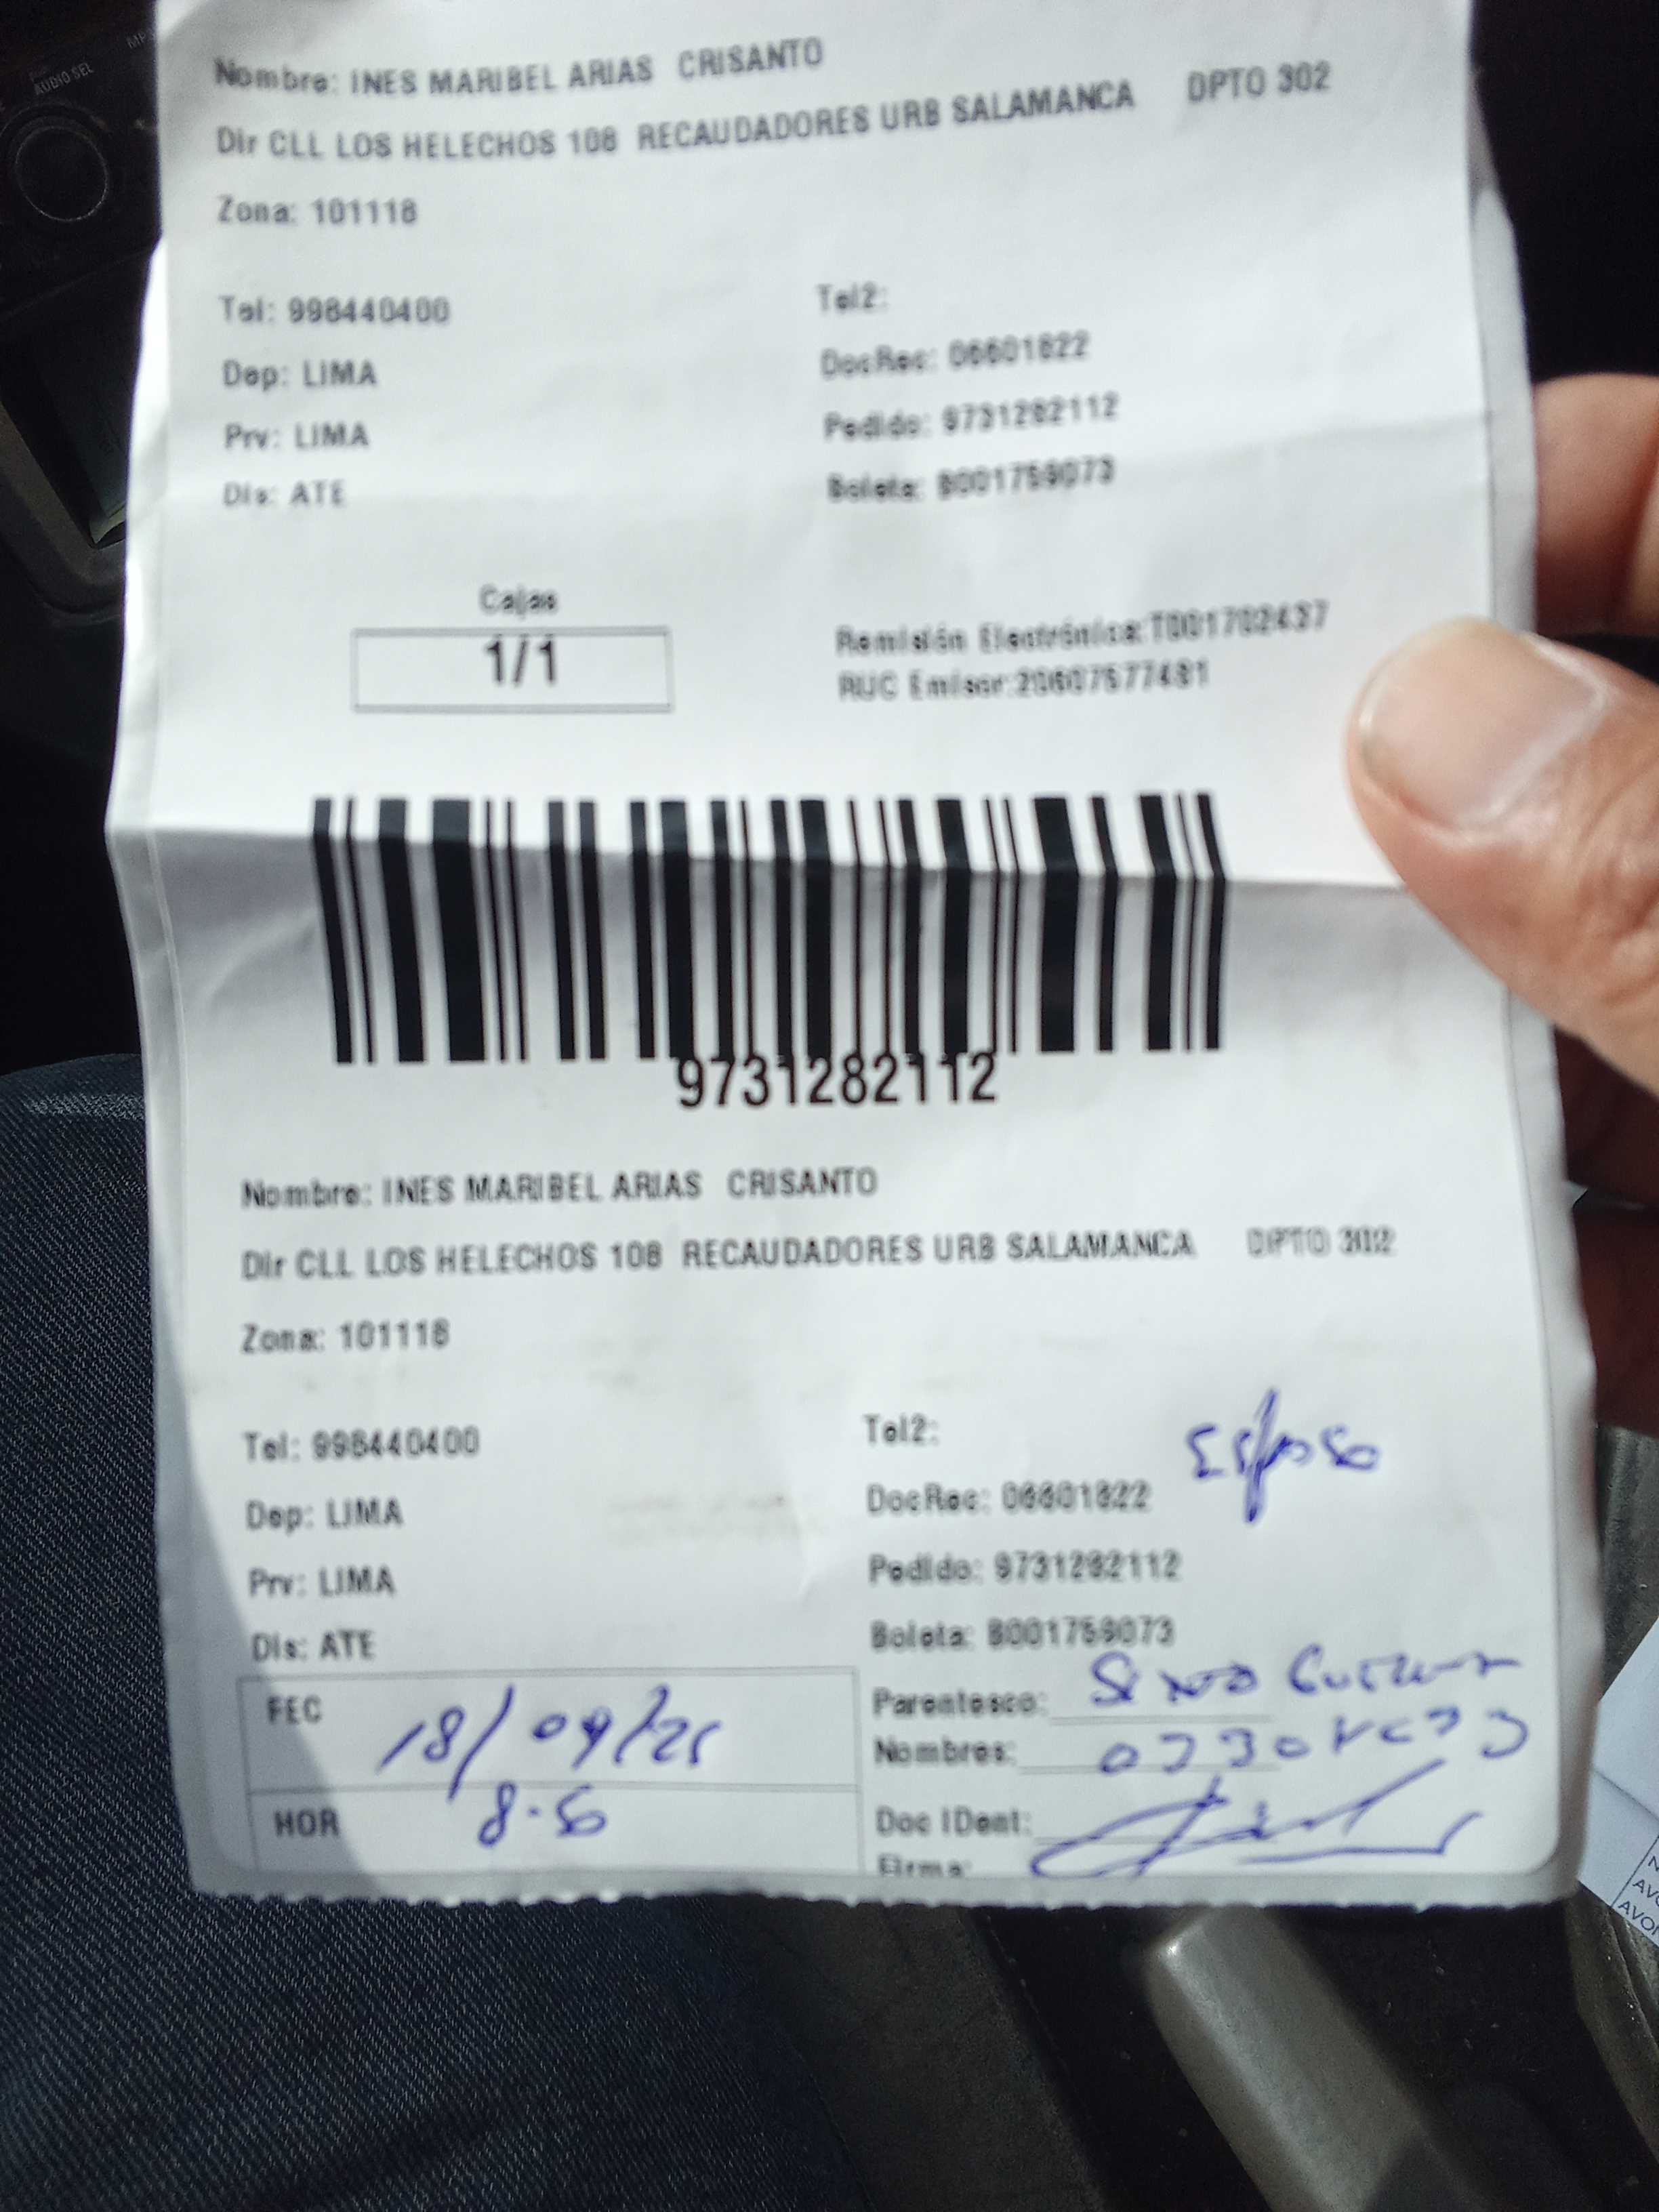 AUDIO SEL
Nombre: INES MARIBEL ARIAS CRISANTO
Dir CLL LOS HELECHOS 108 RECAUDADORES URB SALAMANCA DPTO 302
Zona: 101118
Tel: 998440400
Tel2:
Dep: LIMA
DocRec: 06601822
Prv: LIMA
Pedido: 9731282112
Dis: ATE
Boleta: B001759073
Cajas
1/1
Remisión Electrónica:T001702437
RUC Emisor:20607577481
9731282112
Nombre: INES MARIBEL ARIAS CRISANTO
Dir CLL LOS HELECHOS 108 RECAUDADORES URB SALAMANCA DPTO 302
Zona: 101118
Tel: 998440400
Tel2:
Esposo
Dep: LIMA
DocRec: 06601822
Prv: LIMA
Pedido: 9731282112
Dis: ATE
Boleta: B001759073
FEC 18/09/25
Parentesco:
Nombres:
HOR 8.50
Doc IDent:
Firma: